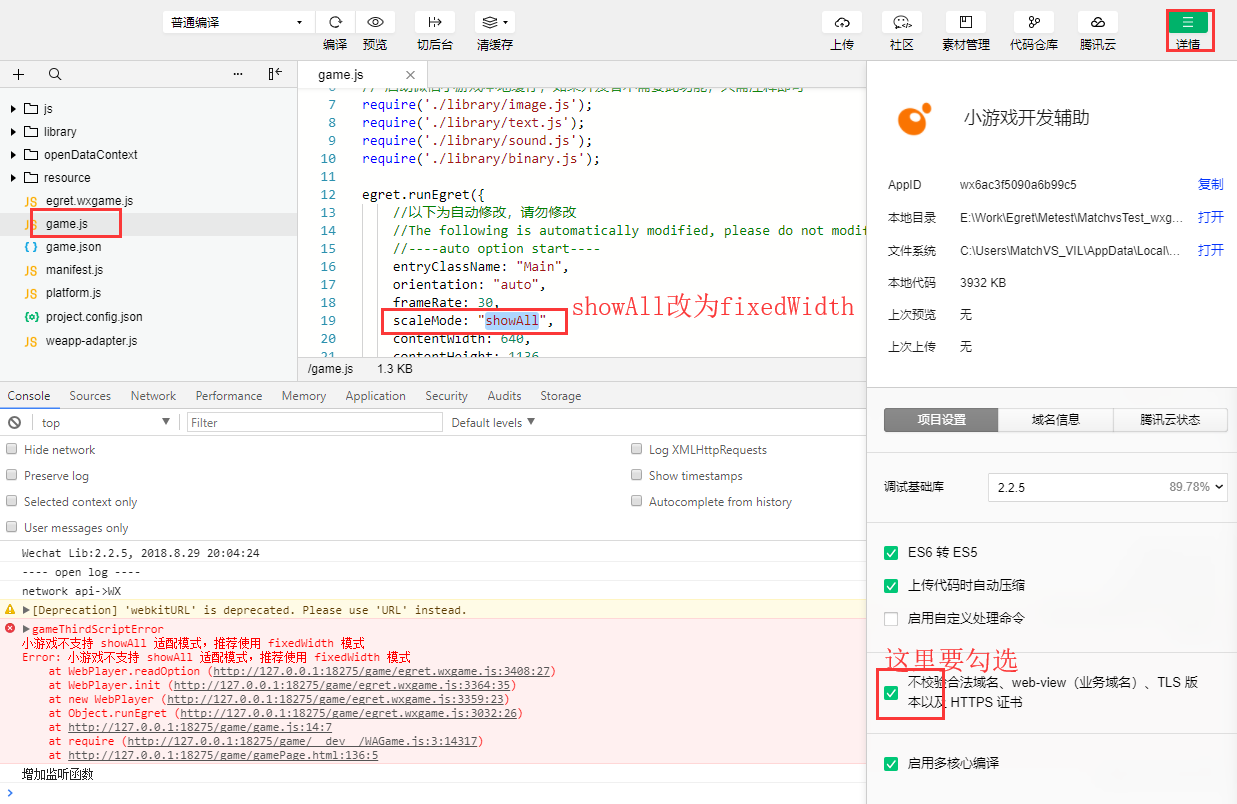 普通编译
编译
预览
切后台
清缓存
上传
社区
素材管理
代码仓库
腾讯云
详情
js
library
openDataContext
resource
JS egret.wxgame.js
JS game.js
{ } game.json
JS manifest.js
JS platform.js
{o} project.config.json
JS weapp-adapter.js
game.js
7 require('./library/image.js');
8 require('./library/text.js');
9 require('./library/sound.js');
10 require('./library/binary.js');
11
12 egret.runEgret({
13 //以下为自动修改，请勿修改
14 //The following is automatically modified, please do not modif
15 //----auto option start----
16 entryClassName: "Main",
17 orientation: "auto",
18 frameRate: 30,
19 scaleMode: "showAll",
20 contentWidth: 640,
21 contentHeight: 1136
showAll改为fixedWidth
/game.js 1.3 KB
小游戏开发辅助
AppID wx6ac3f5090a6b99c5 复制
本地目录 E:\Work\Egret\Metest\MatchvsTest_wxg... 打开
文件系统 C:\Users\MatchVS_VIL\AppData\Local\... 打开
本地代码 3932 KB
上次预览 无
上次上传 无
项目设置 域名信息 腾讯云状态
调试基础库 2.2.5 89.78%
ES6 转 ES5
上传代码时自动压缩
启用自定义处理命令
这里要勾选
不校验合法域名、web-view（业务域名）、TLS 版
本以及 HTTPS 证书
启用多核心编译
Console Sources Network Performance Memory Application Security Audits Storage
top Filter Default levels
Hide network Log XMLHttpRequests
Preserve log Show timestamps
Selected context only Autocomplete from history
User messages only
Wechat Lib:2.2.5, 2018.8.29 20:04:24
---- open log ----
network api->WX
[Deprecation] 'webkitURL' is deprecated. Please use 'URL' instead.
gameThirdScriptError
小游戏不支持 showAll 适配模式，推荐使用 fixedWidth 模式
Error: 小游戏不支持 showAll 适配模式，推荐使用 fixedWidth 模式
at WebPlayer.readOption (http://127.0.0.1:18275/game/egret.wxgame.js:3408:27)
at WebPlayer.init (http://127.0.0.1:18275/game/egret.wxgame.js:3364:35)
at new WebPlayer (http://127.0.0.1:18275/game/egret.wxgame.js:3359:23)
at Object.runEgret (http://127.0.0.1:18275/game/egret.wxgame.js:3032:26)
at http://127.0.0.1:18275/game/game.js:14:7
at require (http://127.0.0.1:18275/game/__dev__/WAGame.js:3:14317)
at http://127.0.0.1:18275/game/gamePage.html:136:5
增加监听函数